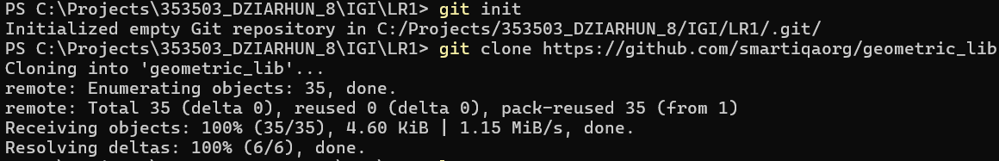 PS C:\Projects\353503_DZIARHUN_8\IGI\LR1> git init
Initialized empty Git repository in C:/Projects/353503_DZIARHUN_8/IGI/LR1/.git/
PS C:\Projects\353503_DZIARHUN_8\IGI\LR1> git clone https://github.com/smartiqaorg/geometric_lib
Cloning into 'geometric_lib'...
remote: Enumerating objects: 35, done.
remote: Total 35 (delta 0), reused 0 (delta 0), pack-reused 35 (from 1)
Receiving objects: 100% (35/35), 4.60 KiB | 1.15 MiB/s, done.
Resolving deltas: 100% (6/6), done.